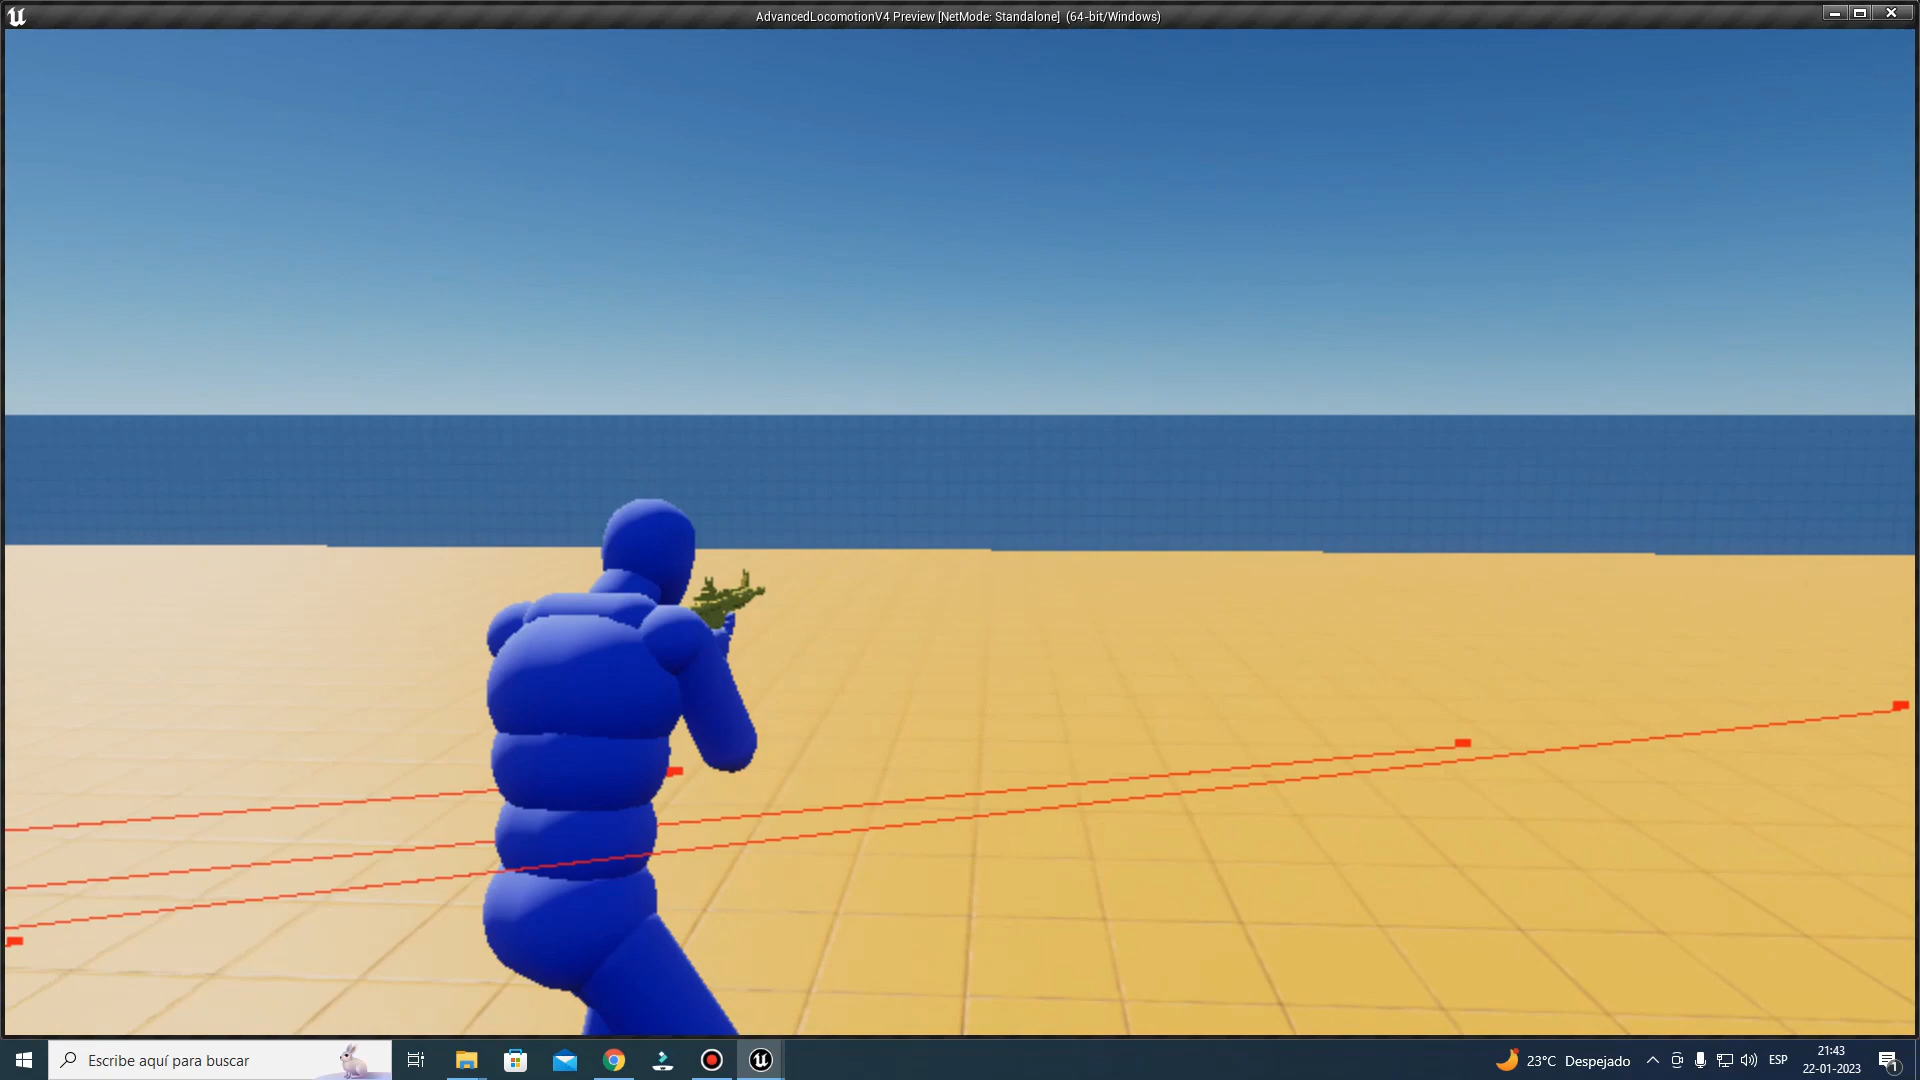 AdvancedLocomotionV4 Preview [NetMode: Standalone] (64-bit/Windows)
Escribe aquí para buscar
23°C Despejado
ESP
21:43
22-01-2023
1